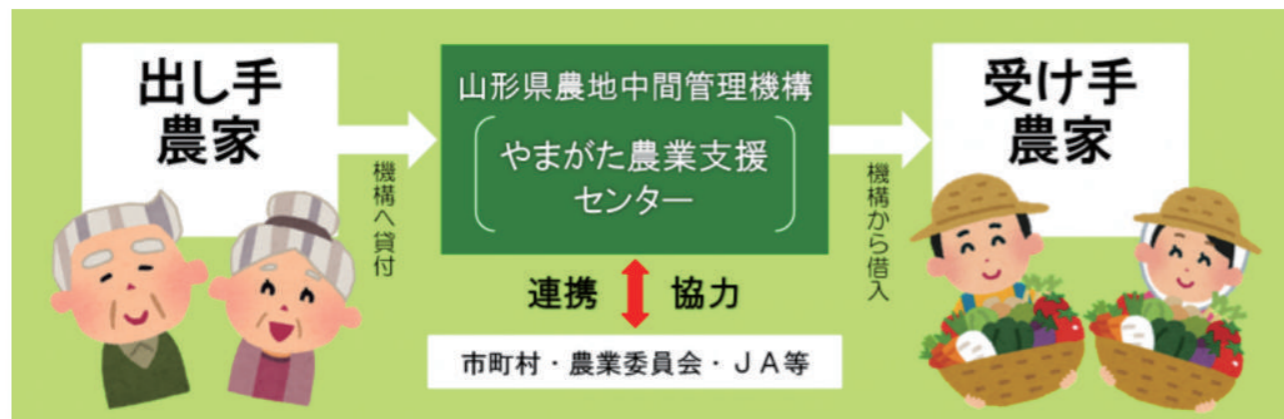 出し手
農家
機構へ貸付
山形県農地中間管理機構
やまがた農業支援
センター
連携 協力
市町村・農業委員会・ＪＡ等
機構から借入
受け手
農家